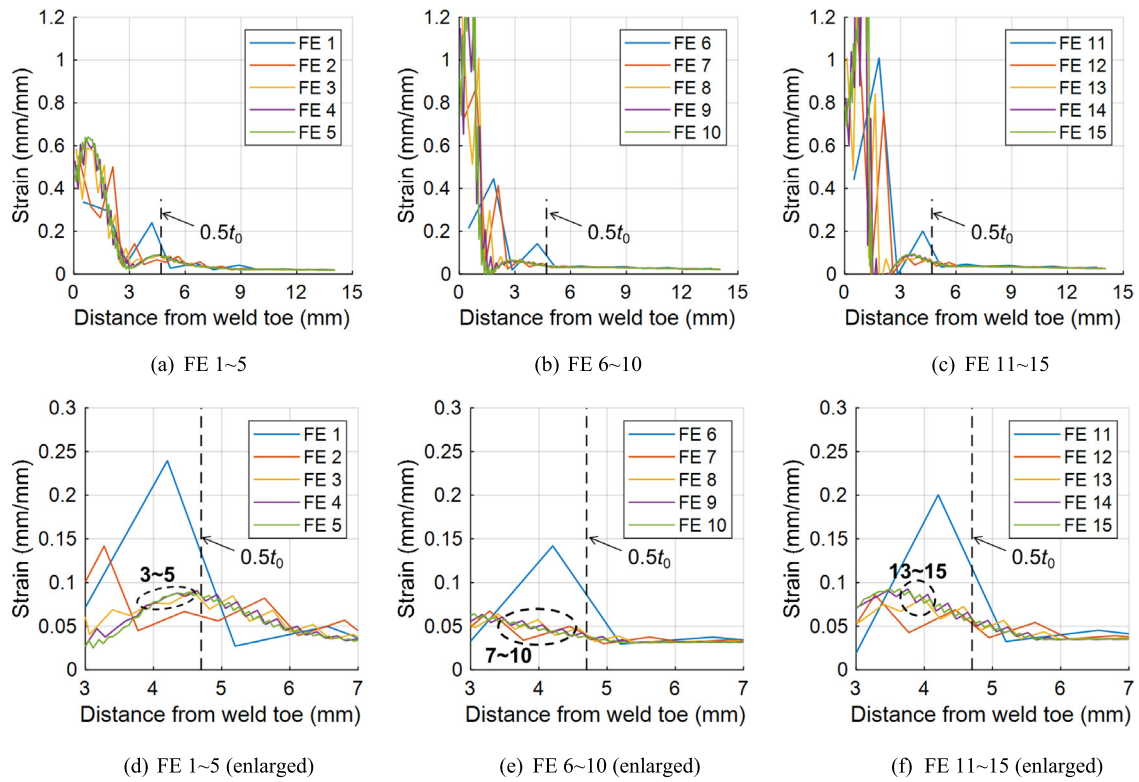 1.2
1
0.8
0.6
0.4
0.2
0
Strain (mm/mm)
FE 1
FE 2
FE 3
FE 4
FE 5
0.5t0
0 3 6 9 12 15
Distance from weld toe (mm)
(a) FE 1~5
1.2
1
0.8
0.6
0.4
0.2
0
Strain (mm/mm)
FE 6
FE 7
FE 8
FE 9
FE 10
0.5t0
0 3 6 9 12 15
Distance from weld toe (mm)
(b) FE 6~10
1.2
1
0.8
0.6
0.4
0.2
0
Strain (mm/mm)
FE 11
FE 12
FE 13
FE 14
FE 15
0.5t0
0 3 6 9 12 15
Distance from weld toe (mm)
(c) FE 11~15
0.3
0.25
0.2
0.15
0.1
0.05
0
Strain (mm/mm)
FE 1
FE 2
FE 3
FE 4
FE 5
0.5t0
3~5
3 4 5 6 7
Distance from weld toe (mm)
(d) FE 1~5 (enlarged)
0.3
0.25
0.2
0.15
0.1
0.05
0
Strain (mm/mm)
FE 6
FE 7
FE 8
FE 9
FE 10
0.5t0
7~10
3 4 5 6 7
Distance from weld toe (mm)
(e) FE 6~10 (enlarged)
0.3
0.25
0.2
0.15
0.1
0.05
0
Strain (mm/mm)
FE 11
FE 12
FE 13
FE 14
FE 15
0.5t0
13~15
3 4 5 6 7
Distance from weld toe (mm)
(f) FE 11~15 (enlarged)